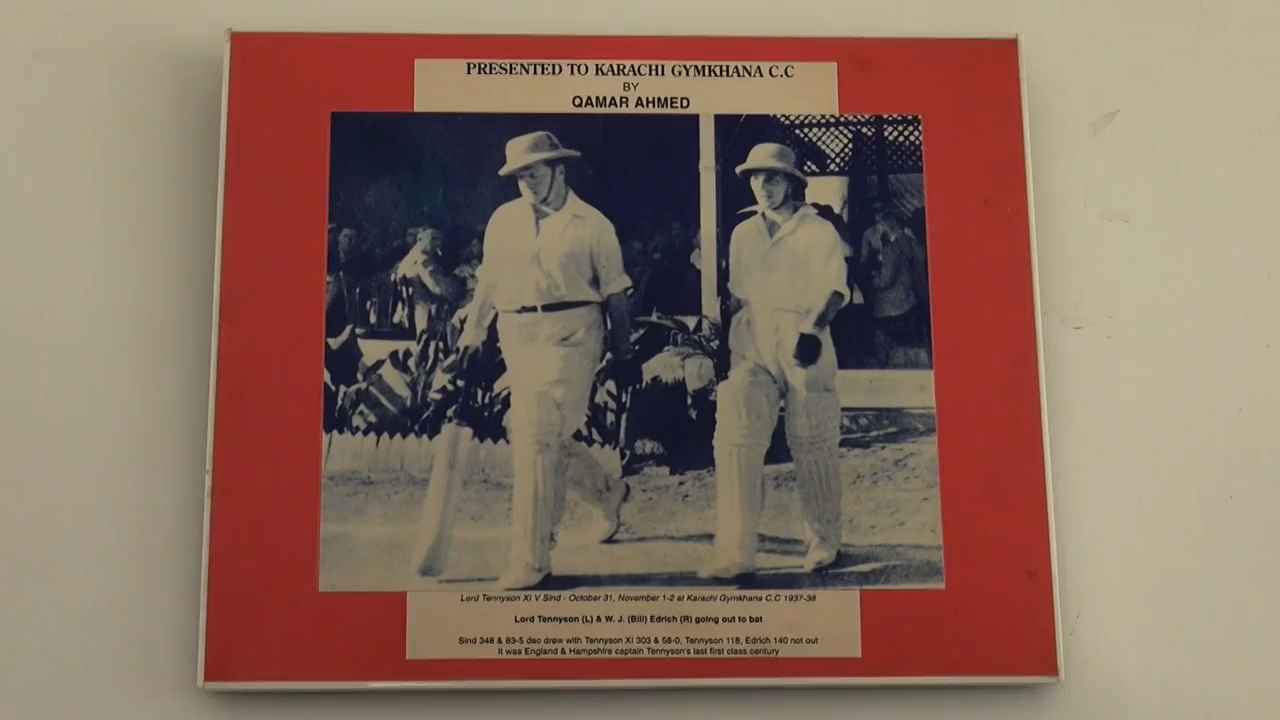 PRESENTED TO KARACHI GYMKHANA C.C
BY
QAMAR AHMED
Lord Tennyson XI V Sind - October 31, November 1-2 at Karachi Gymkhana C.C 1937-38
Lord Tennyson (L) & W. J. (Bill) Edrich (R) going out to bat
Sind 348 & 83-5 dec drew with Tennyson XI 303 & 58-0, Tennyson 118, Edrich 140 not out
It was England & Hampshire captain Tennyson's last first class century